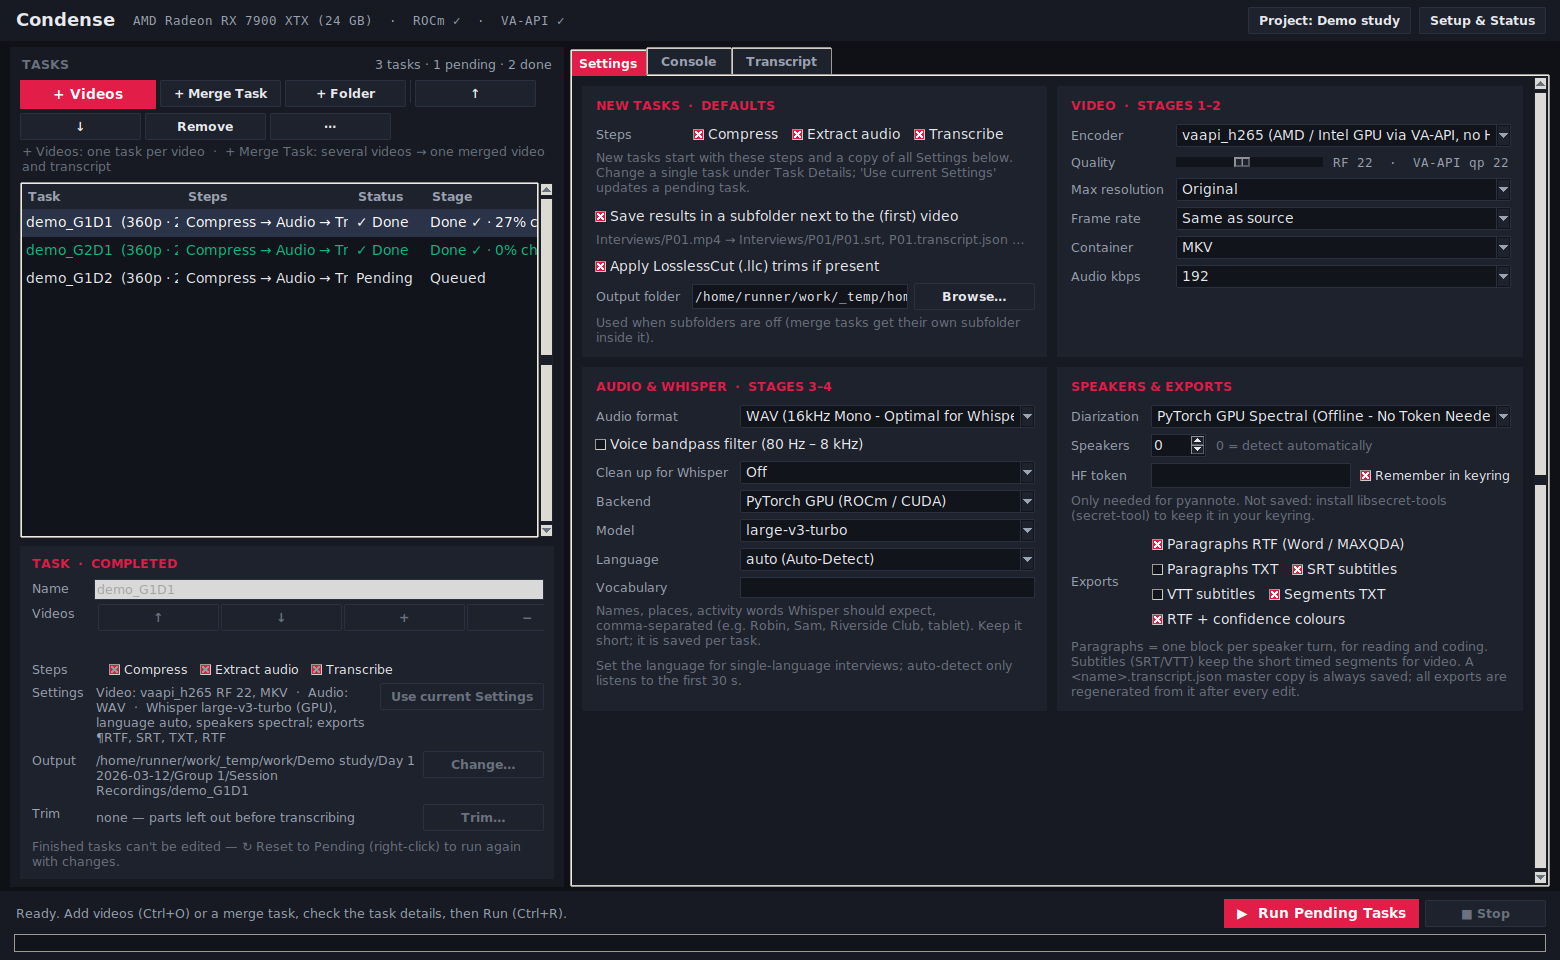 Condense AMD Radeon RX 7900 XTX (24 GB) · ROCm ✓ · VA-API ✓
Project: Demo study Setup & Status
TASKS 3 tasks · 1 pending · 2 done
+ Videos + Merge Task + Folder ↑
↓ Remove ⋯
+ Videos: one task per video · + Merge Task: several videos → one merged video
and transcript
Task Steps Status Stage
demo_G1D1 (360p · 2 Compress → Audio → Tr ✓ Done Done ✓ · 27% c
demo_G2D1 (360p · 2 Compress → Audio → Tr ✓ Done Done ✓ · 0% ch
demo_G1D2 (360p · 2 Compress → Audio → Tr Pending Queued
TASK · COMPLETED
Name demo_G1D1
Videos ↑ ↓ + −
Steps Compress Extract audio Transcribe
Settings Video: vaapi_h265 RF 22, MKV · Audio:
WAV · Whisper large-v3-turbo (GPU),
language auto, speakers spectral; exports
¶RTF, SRT, TXT, RTF
Use current Settings
Output /home/runner/work/_temp/work/Demo study/Day 1
2026-03-12/Group 1/Session
Recordings/demo_G1D1
Change…
Trim none — parts left out before transcribing Trim…
Finished tasks can't be edited — ↻ Reset to Pending (right-click) to run again
with changes.
Settings Console Transcript
NEW TASKS · DEFAULTS
Steps Compress Extract audio Transcribe
New tasks start with these steps and a copy of all Settings below.
Change a single task under Task Details; 'Use current Settings'
updates a pending task.
Save results in a subfolder next to the (first) video
Interviews/P01.mp4 → Interviews/P01/P01.srt, P01.transcript.json …
Apply LosslessCut (.llc) trims if present
Output folder /home/runner/work/_temp/hom Browse…
Used when subfolders are off (merge tasks get their own subfolder
inside it).
VIDEO · STAGES 1–2
Encoder vaapi_h265 (AMD / Intel GPU via VA-API, no H
Quality RF 22 · VA-API qp 22
Max resolution Original
Frame rate Same as source
Container MKV
Audio kbps 192
AUDIO & WHISPER · STAGES 3–4
Audio format WAV (16kHz Mono - Optimal for Whispe
Voice bandpass filter (80 Hz – 8 kHz)
Clean up for Whisper Off
Backend PyTorch GPU (ROCm / CUDA)
Model large-v3-turbo
Language auto (Auto-Detect)
Vocabulary
Names, places, activity words Whisper should expect,
comma-separated (e.g. Robin, Sam, Riverside Club, tablet). Keep it
short; it is saved per task.
Set the language for single-language interviews; auto-detect only
listens to the first 30 s.
SPEAKERS & EXPORTS
Diarization PyTorch GPU Spectral (Offline - No Token Neede
Speakers 0 0 = detect automatically
HF token Remember in keyring
Only needed for pyannote. Not saved: install libsecret-tools
(secret-tool) to keep it in your keyring.
Exports
Paragraphs RTF (Word / MAXQDA)
Paragraphs TXT SRT subtitles
VTT subtitles Segments TXT
RTF + confidence colours
Paragraphs = one block per speaker turn, for reading and coding.
Subtitles (SRT/VTT) keep the short timed segments for video. A
<name>.transcript.json master copy is always saved; all exports are
regenerated from it after every edit.
Ready. Add videos (Ctrl+O) or a merge task, check the task details, then Run (Ctrl+R).
▶ Run Pending Tasks ■ Stop